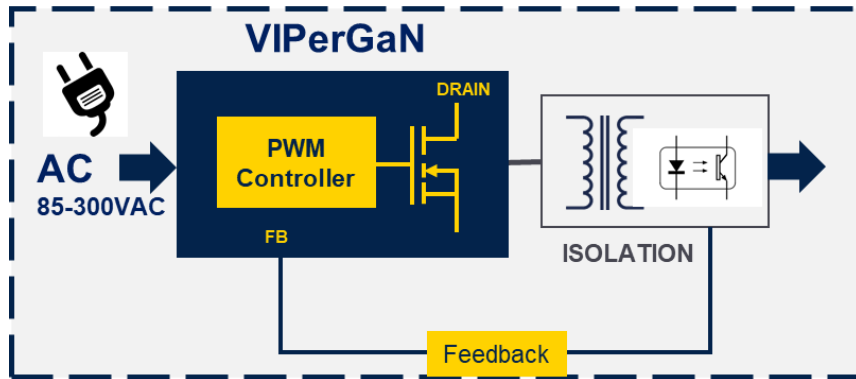 VIPerGaN
DRAIN
PWM
Controller
AC
85-300VAC
FB
ISOLATION
Feedback